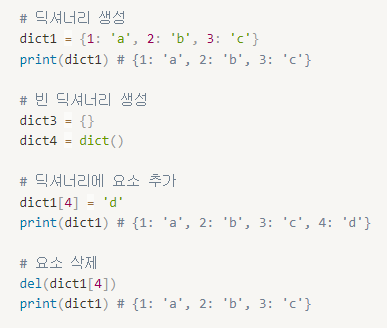 # 딕셔너리 생성
dict1 = {1: 'a', 2: 'b', 3: 'c'}
print(dict1) # {1: 'a', 2: 'b', 3: 'c'}
# 빈 딕셔너리 생성
dict3 = {}
dict4 = dict()
# 딕셔너리에 요소 추가
dict1[4] = 'd'
print(dict1) # {1: 'a', 2: 'b', 3: 'c', 4: 'd'}
# 요소 삭제
del(dict1[4])
print(dict1) # {1: 'a', 2: 'b', 3: 'c'}